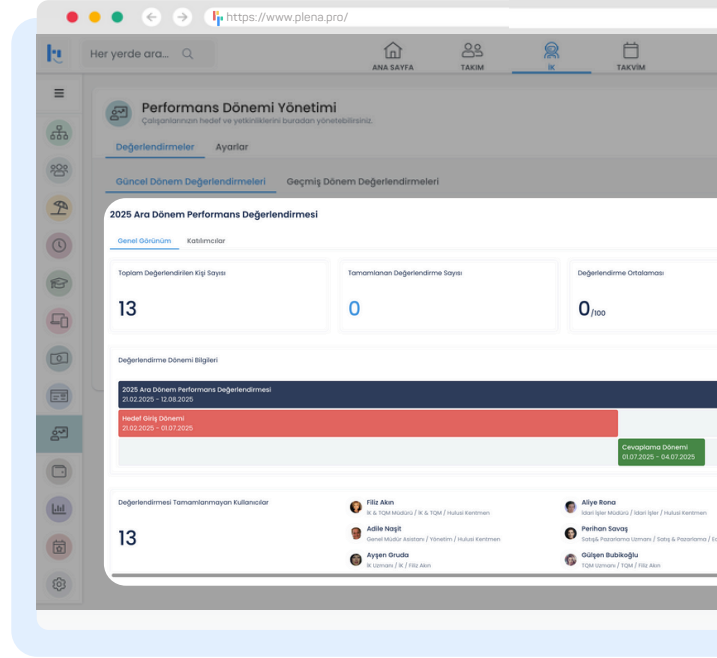 https://www.plena.pro/
Her yerde ara...
ANA SAYFA
TAKIM
İK
TAKVİM
Performans Dönemi Yönetimi
Çalışanlarınızın hedef ve yetkinliklerini buradan yönetebilirsiniz.
Değerlendirmeler Ayarlar
Güncel Dönem Değerlendirmeleri Geçmiş Dönem Değerlendirmeleri
2025 Ara Dönem Performans Değerlendirmesi
Genel Görünüm Katılımcılar
Toplam Değerlendirilen Kişi Sayısı
13
Tamamlanan Değerlendirme Sayısı
0
Değerlendirme Ortalaması
0/100
Değerlendirme Dönemi Bilgileri
2025 Ara Dönem Performans Değerlendirmesi
21.02.2025 - 12.08.2025
Hedef Giriş Dönemi
21.02.2025 - 01.07.2025
Cevaplama Dönemi
01.07.2025 - 04.07.2025
Değerlendirmesi Tamamlanmayan Kullanıcılar
13
Filiz Akın
İK & TQM Müdürü / İK & TQM / Hulusi Kentmen
Adile Naşit
Genel Müdür Asistanı / Yönetim / Hulusi Kentmen
Ayşen Gruda
İK Uzmanı / İK / Filiz Akın
Aliye Rona
İdari İşler Müdürü / İdari İşler / Hulusi Kentmen
Perihan Savaş
Satış& Pazarlama Uzmanı / Satış & Pazarlama /
Gülşen Bubikoğlu
TQM Uzmanı / TQM / Filiz Akın